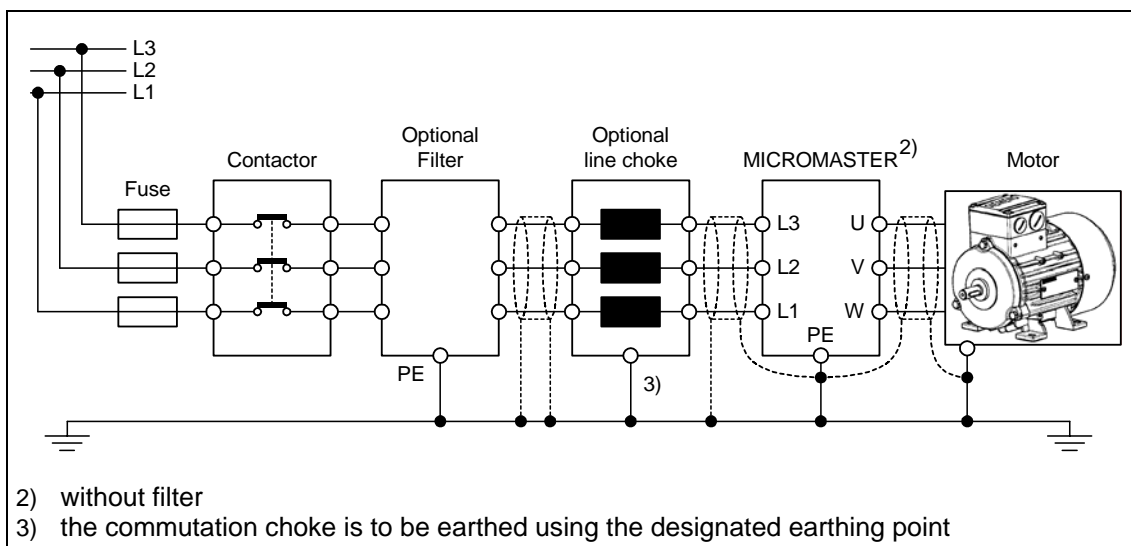 L3
L2
L1
Optional
Filter
Optional
line choke
Contactor
MICROMASTER2)
Motor
Fuse
L3
U
L2
V
L1
W
PE
PE
3)
2) without filter
3) the commutation choke is to be earthed using the designated earthing point